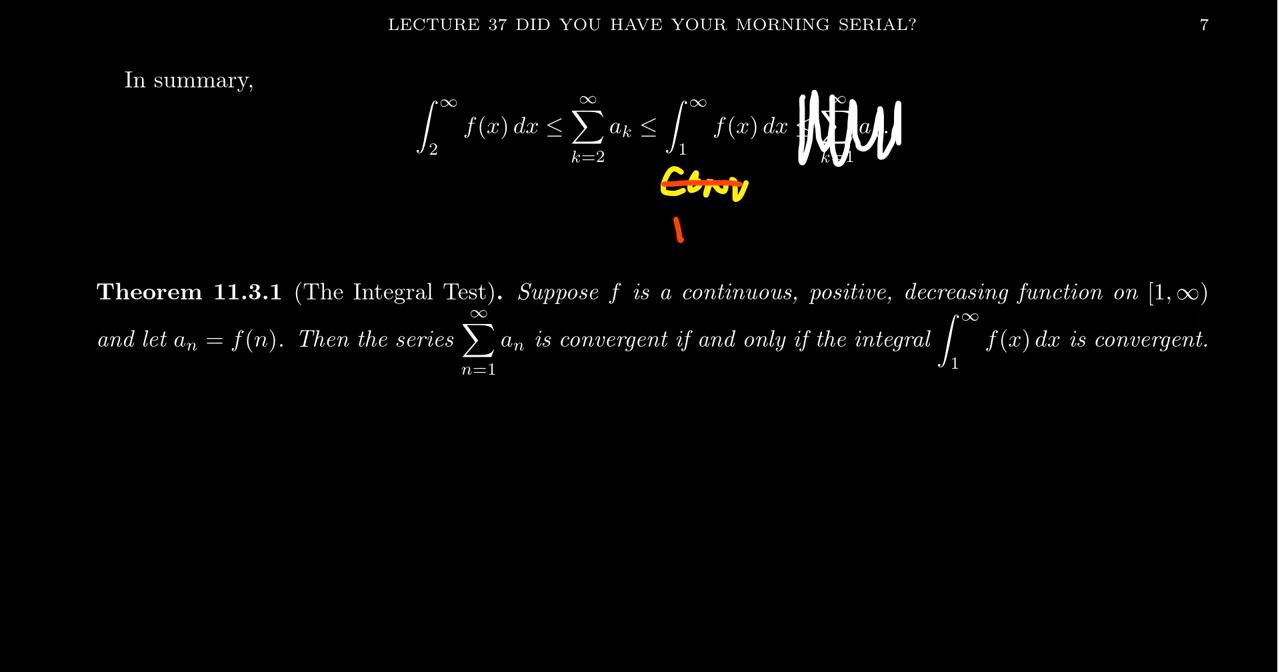 LECTURE 37 DID YOU HAVE YOUR MORNING SERIAL? 7
In summary,
∫_2^∞ f(x) dx ≤ ∑_{k=2}^∞ a_k ≤ ∫_1^∞ f(x) dx ≤ ∑_{k=1}^∞ a
Conv
Theorem 11.3.1 (The Integral Test). Suppose f is a continuous, positive, decreasing function on [1, ∞)
and let a_n = f(n). Then the series ∑_{n=1}^∞ a_n is convergent if and only if the integral ∫_1^∞ f(x) dx is convergent.